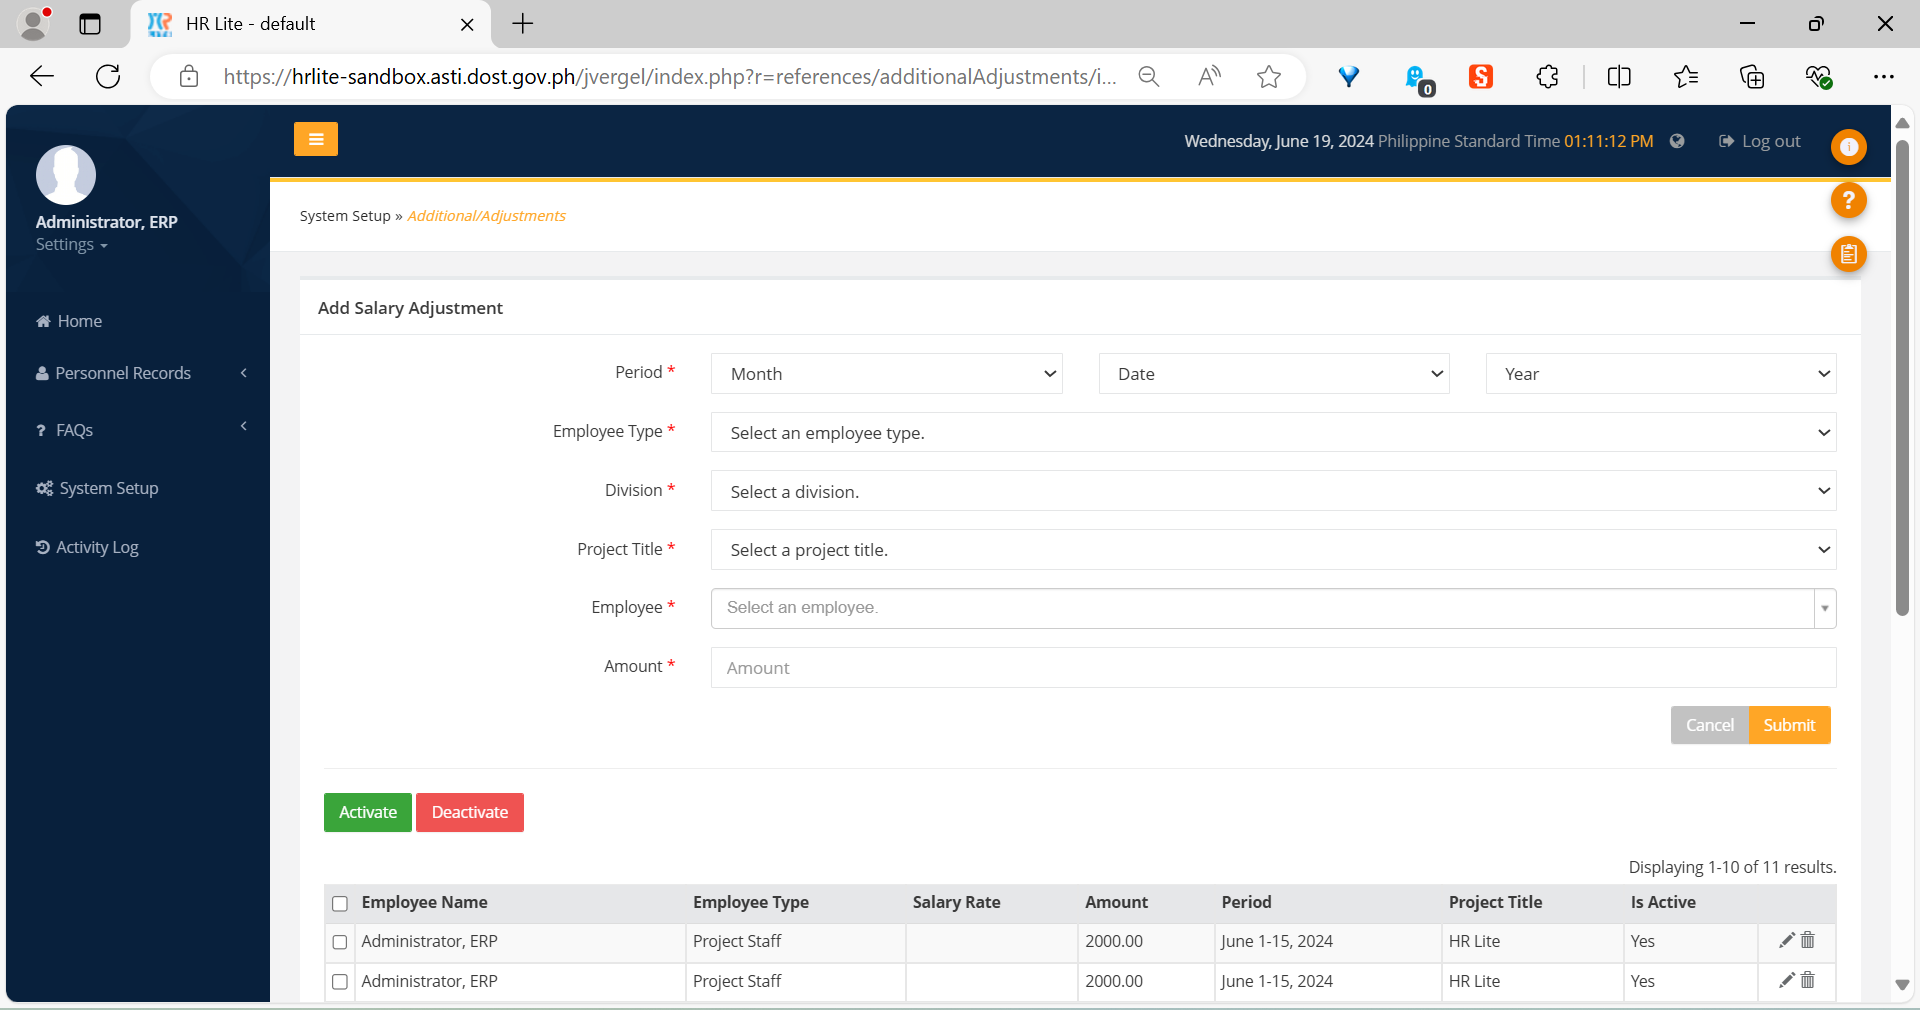 HR Lite - default
https://hrlite-sandbox.asti.dost.gov.ph/jvergel/index.php?r=references/additionalAdjustments/i...
0
Wednesday, June 19, 2024 Philippine Standard Time 01:11:12 PM
Log out
Administrator, ERP
Settings
Home
Personnel Records
? FAQs
System Setup
Activity Log
System Setup » Additional/Adjustments
?
Add Salary Adjustment
Period * Month Date Year
Employee Type * Select an employee type.
Division * Select a division.
Project Title * Select a project title.
Employee * Select an employee.
Amount * Amount
Cancel Submit
Activate Deactivate
Displaying 1-10 of 11 results.
Employee Name Employee Type Salary Rate Amount Period Project Title Is Active
Administrator, ERP Project Staff 2000.00 June 1-15, 2024 HR Lite Yes
Administrator, ERP Project Staff 2000.00 June 1-15, 2024 HR Lite Yes